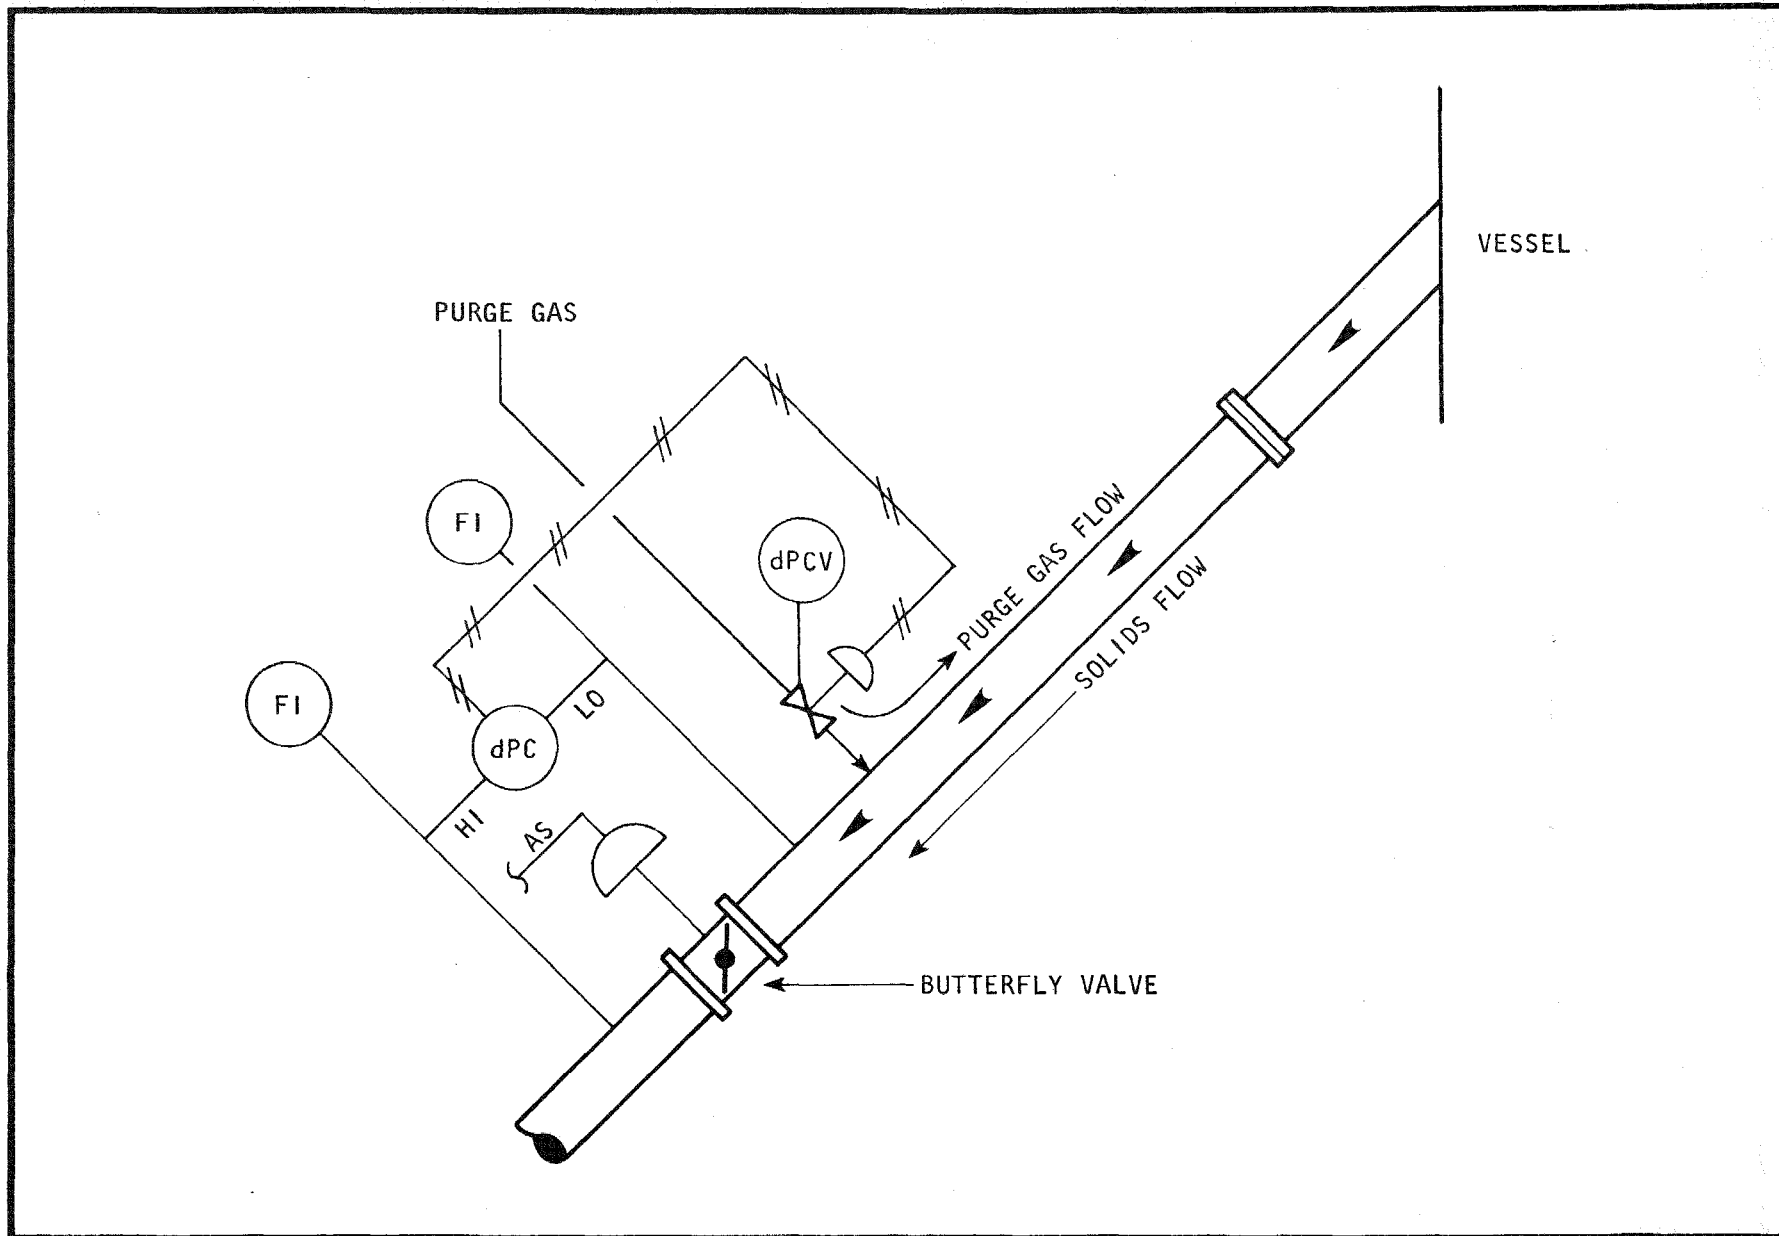 VESSEL
PURGE GAS
FI
dPCV
PURGE GAS FLOW
SOLIDS FLOW
FI
LO
dPC
HI
AS
BUTTERFLY VALVE